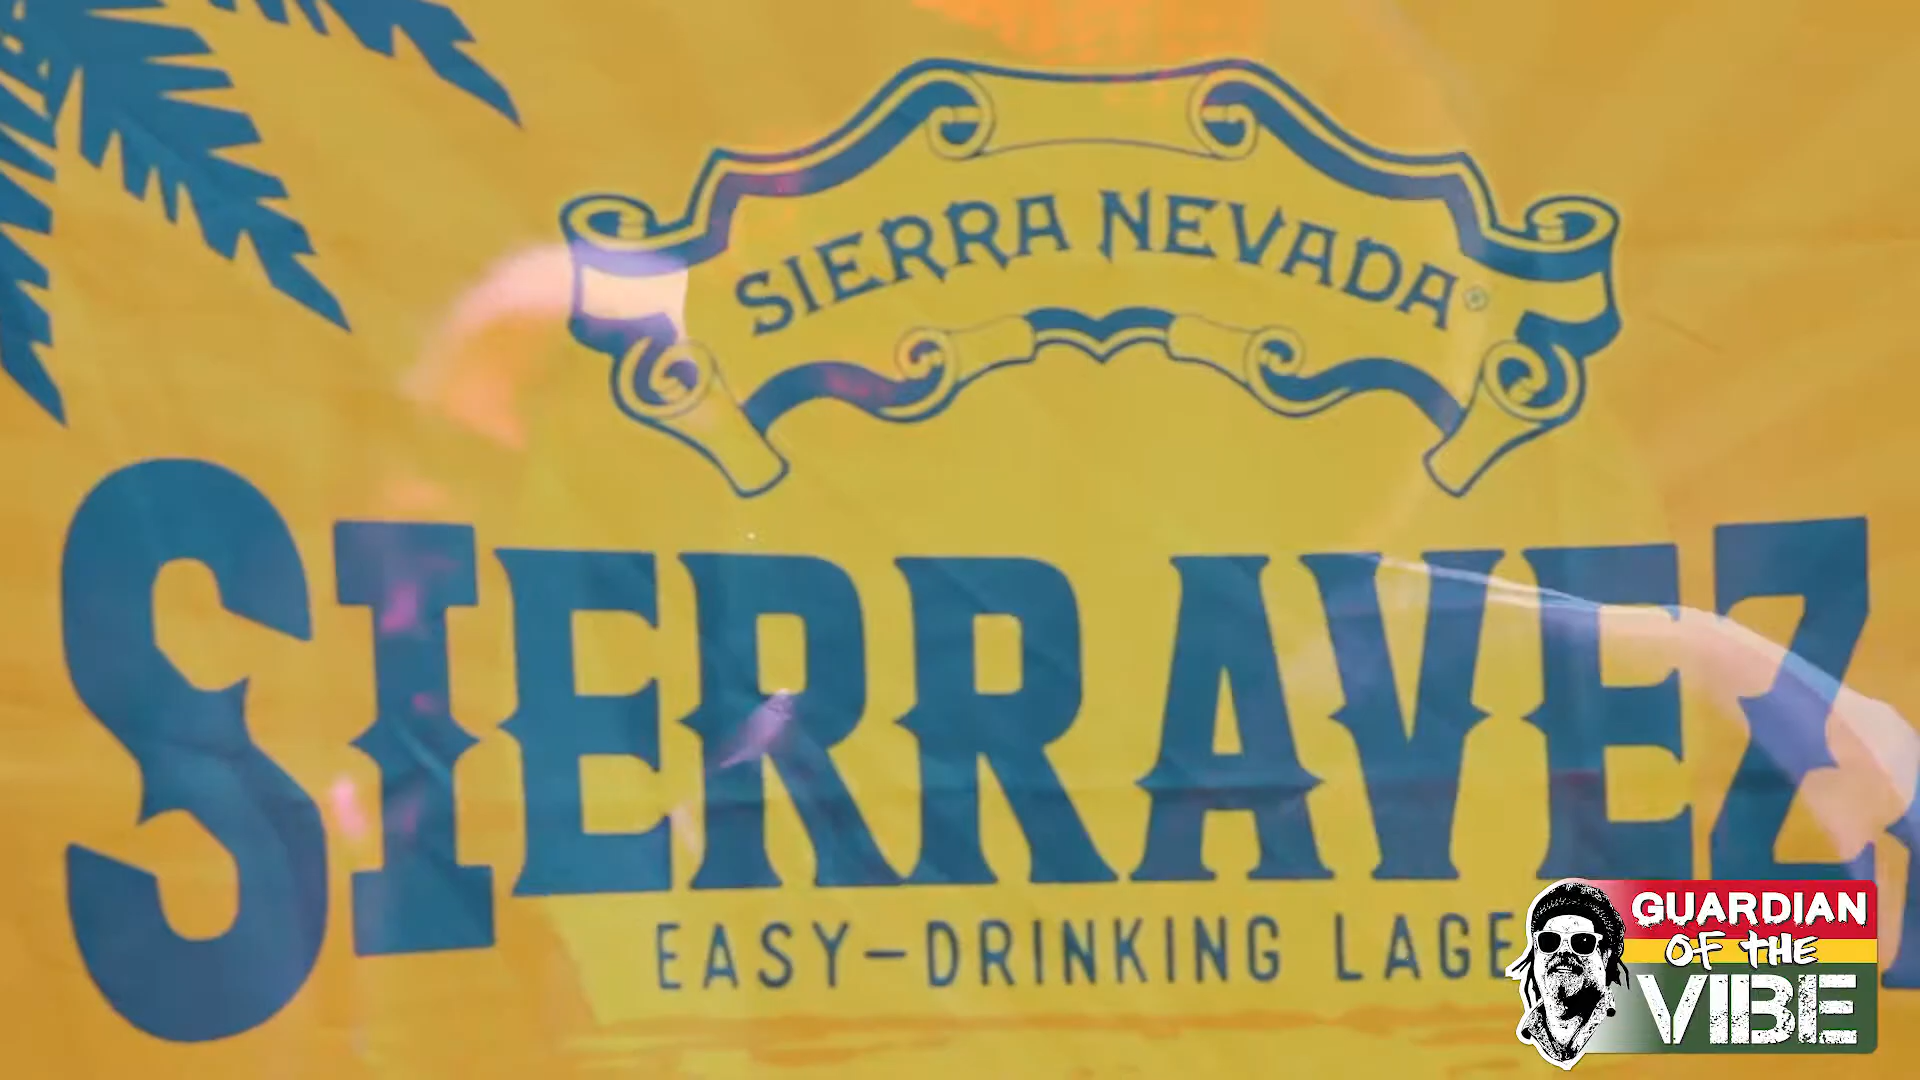 SIERRA NEVADA®
SIERRAVEZ
EASY-DRINKING LAGE
GUARDIAN
OF THE
VIBE